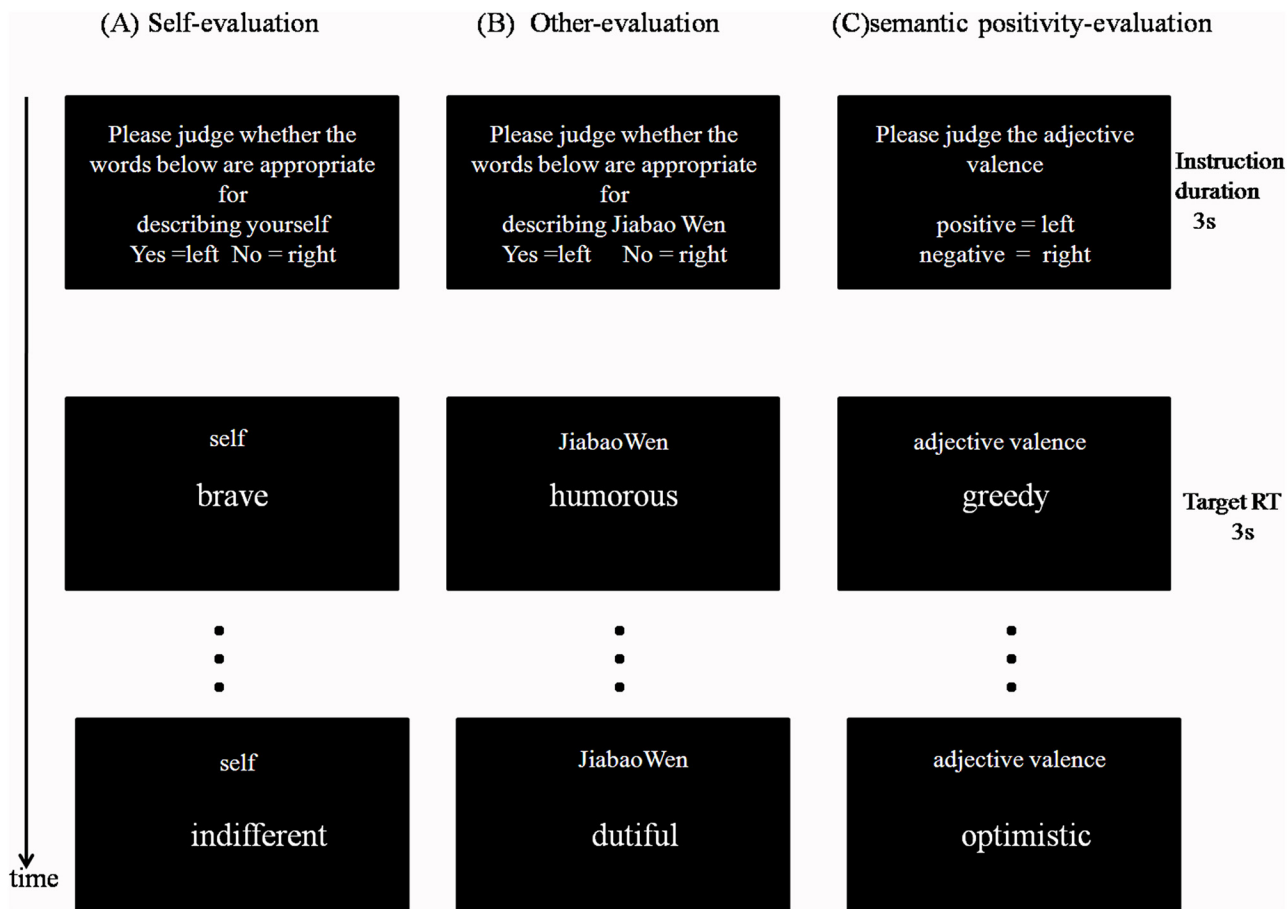 (A) Self-evaluation
(B) Other-evaluation
(C)semantic positivity-evaluation
Please judge whether the
words below are appropriate
for
describing yourself
Yes =left No = right
Please judge whether the
words below are appropriate
for
describing Jiabao Wen
Yes =left No = right
Please judge the adjective
valence
positive = left
negative = right
Instruction
duration
3s
self
brave
JiabaoWen
humorous
adjective valence
greedy
Target RT
3s
self
indifferent
JiabaoWen
dutiful
adjective valence
optimistic
time